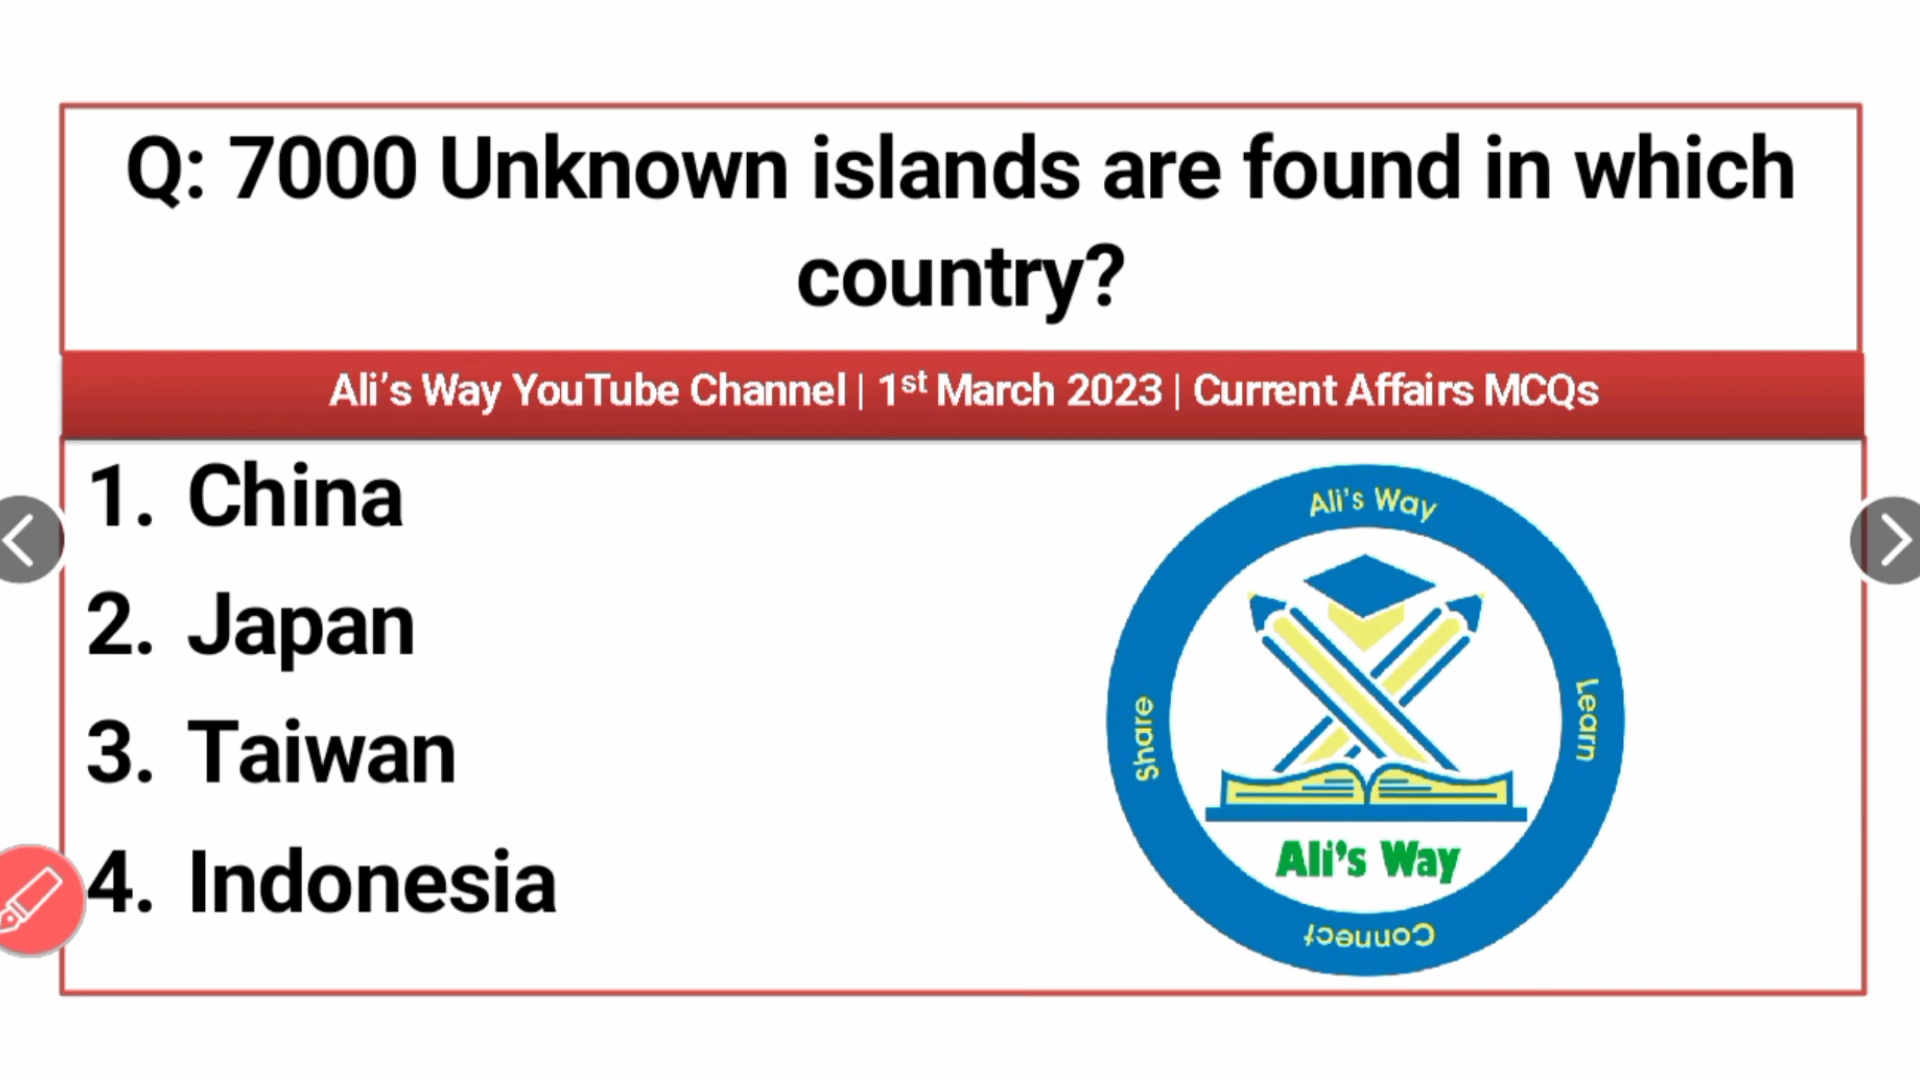 Q: 7000 Unknown islands are found in which
country?
Ali's Way YouTube Channel | 1st March 2023 | Current Affairs MCQs
1. China
2. Japan
3. Taiwan
4. Indonesia
Ali's Way
Share
Learn
Ali's Way
Connect